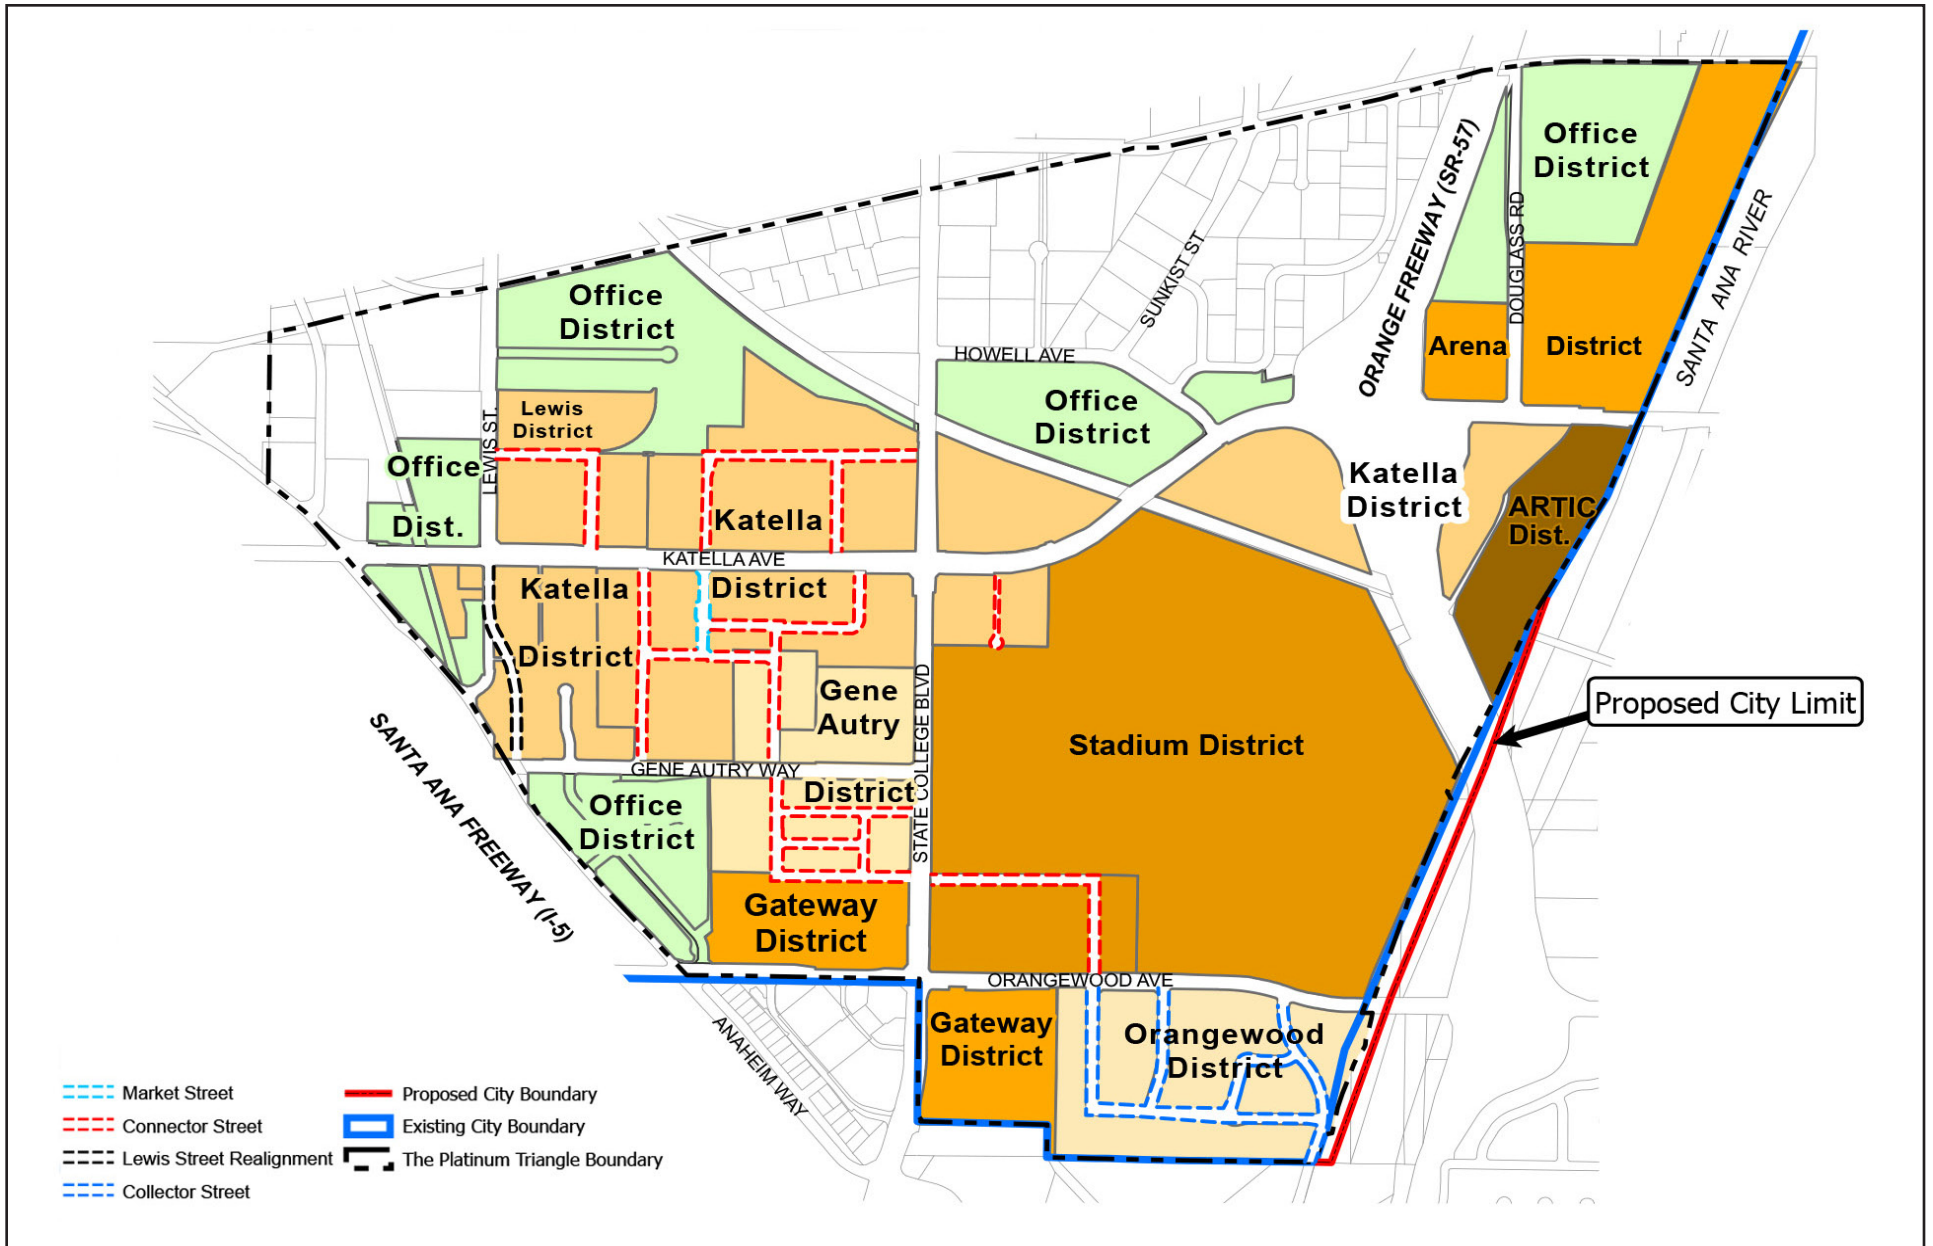 Office
District
ORANGE FREEWAY (SR-57)
DOUGLASS RD
SANTA ANA RIVER
SUNKIST ST
Office
District
Arena
District
HOWELL AVE
Office
District
Lewis
District
LEWIS ST.
Office
Dist.
Katella
District
ARTIC
Dist.
Katella
KATELLA AVE
Katella
District
District
Gene
Autry
STATE COLLEGE BLVD
Proposed City Limit
Stadium District
SANTA ANA FREEWAY (I-5)
GENE AUTRY WAY
District
Office
District
Gateway
District
ORANGEWOOD AVE
Gateway
District
Orangewood
District
ANAHEIM WAY
Market Street
Connector Street
Lewis Street Realignment
Collector Street
Proposed City Boundary
Existing City Boundary
The Platinum Triangle Boundary